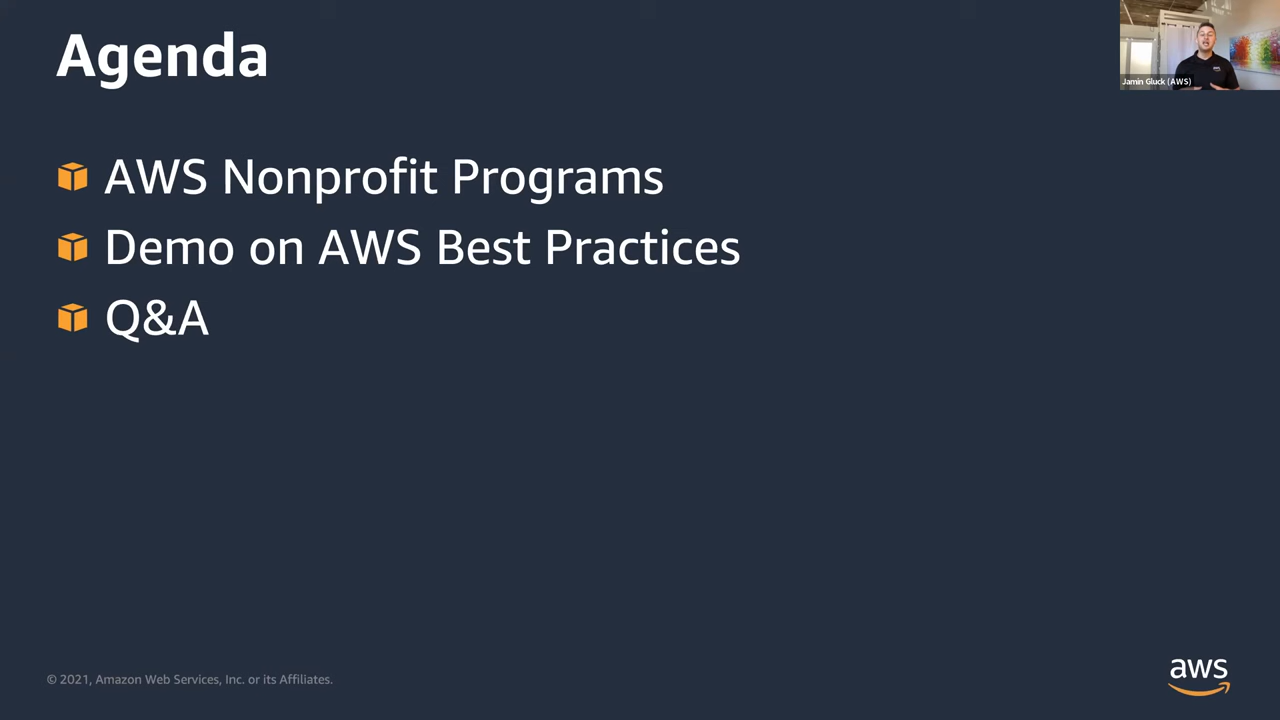 Agenda
Jamin Gluck (AWS)
AWS Nonprofit Programs
Demo on AWS Best Practices
Q&A
© 2021, Amazon Web Services, Inc. or its Affiliates.
aws